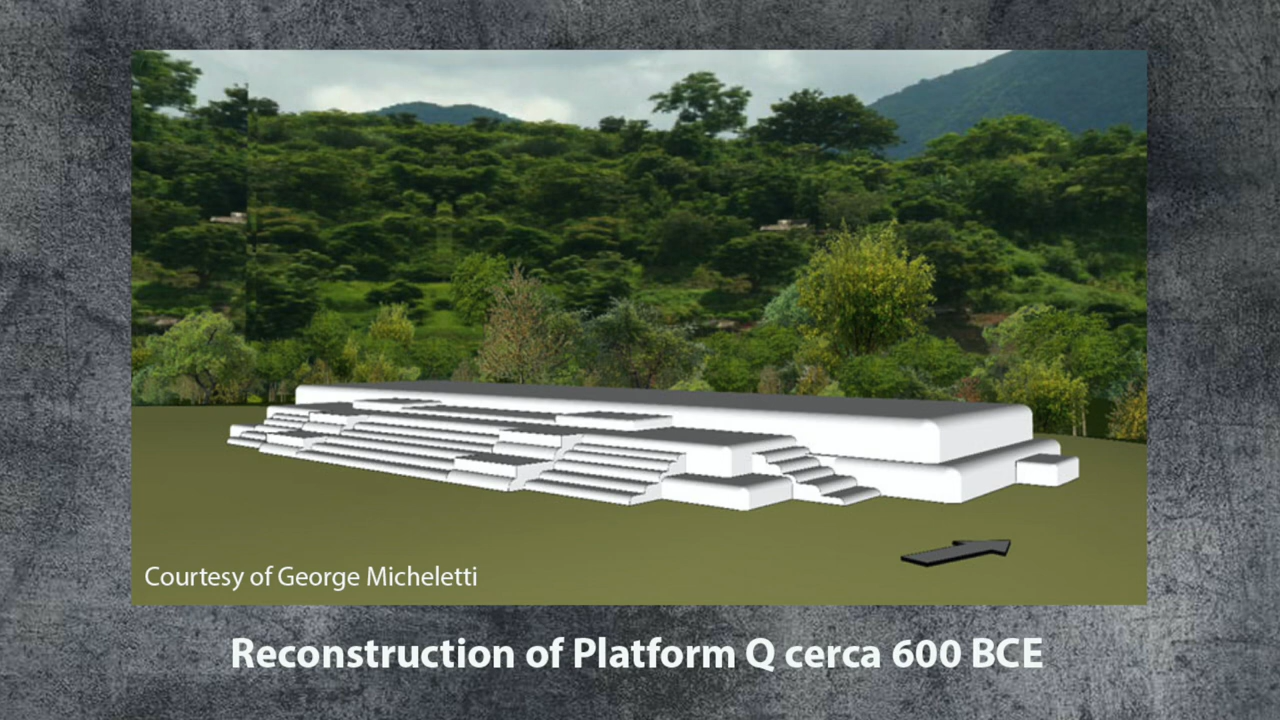 Courtesy of George Micheletti
Reconstruction of Platform Q cerca 600 BCE